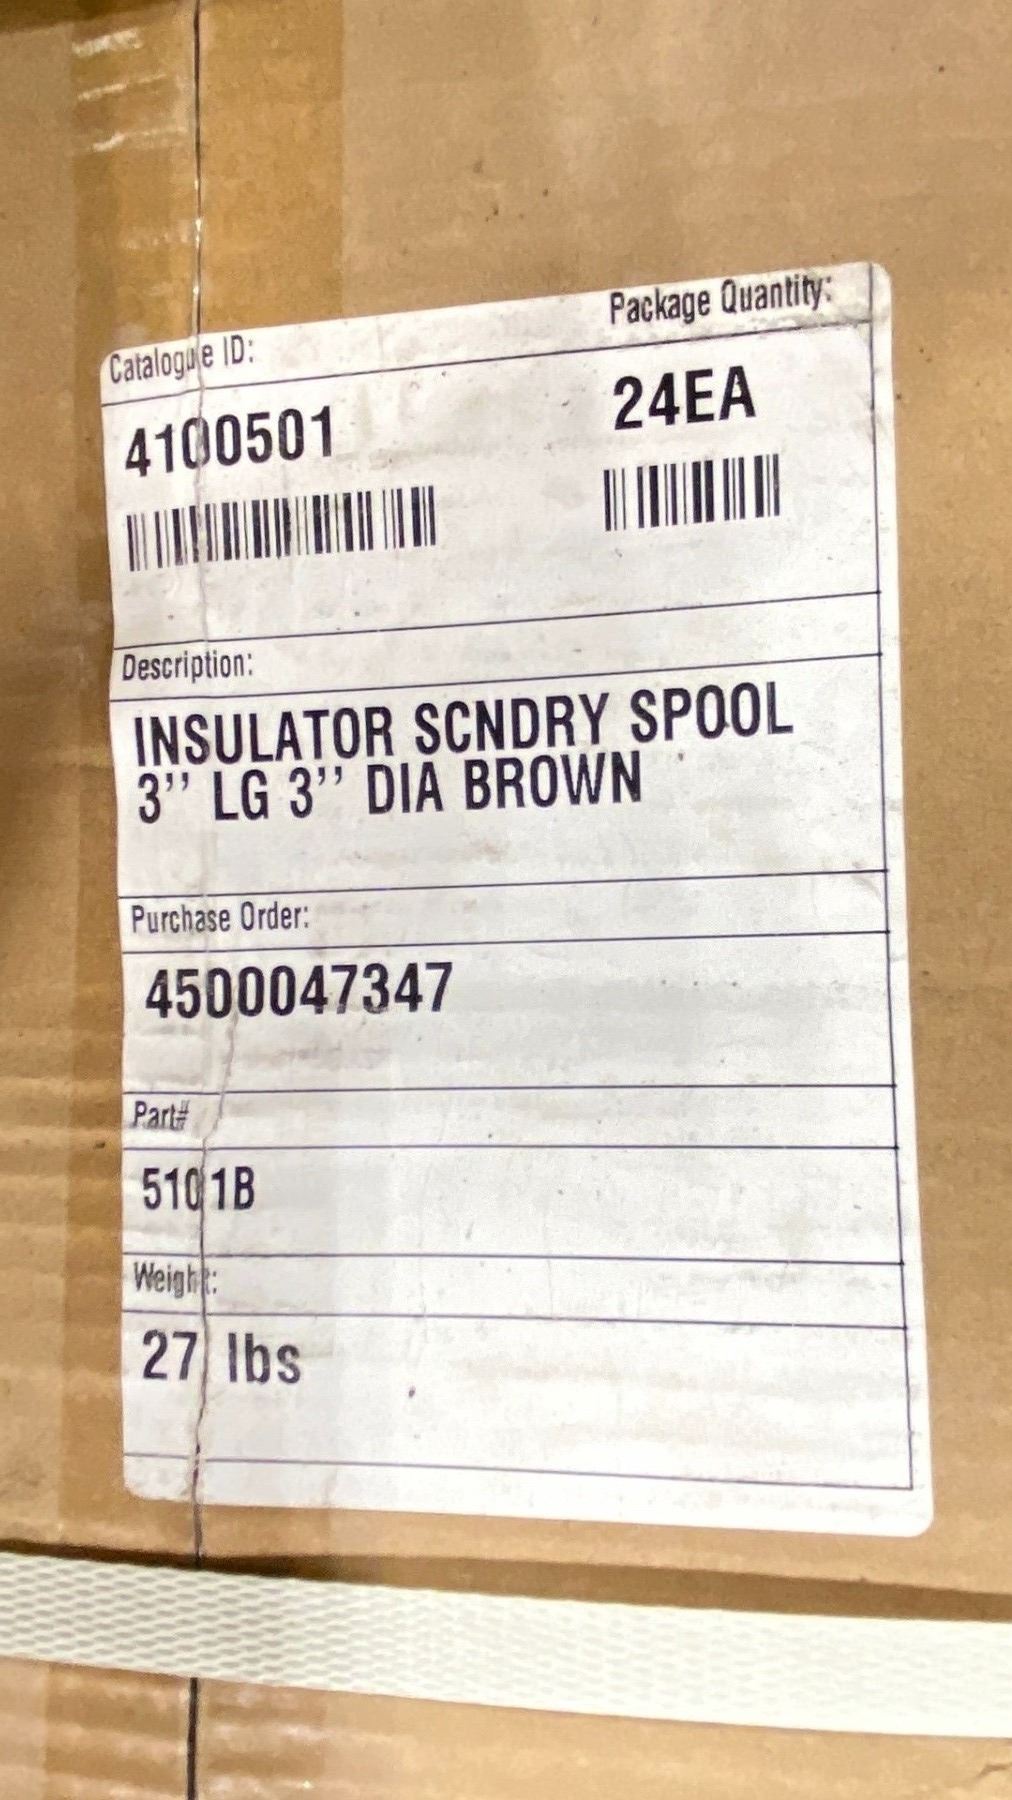 Catalogue ID: Package Quantity:
4100501 24EA
Description:
INSULATOR SCNDRY SPOOL
3'' LG 3'' DIA BROWN
Purchase Order:
4500047347
Part#
5101B
Weight:
27 lbs